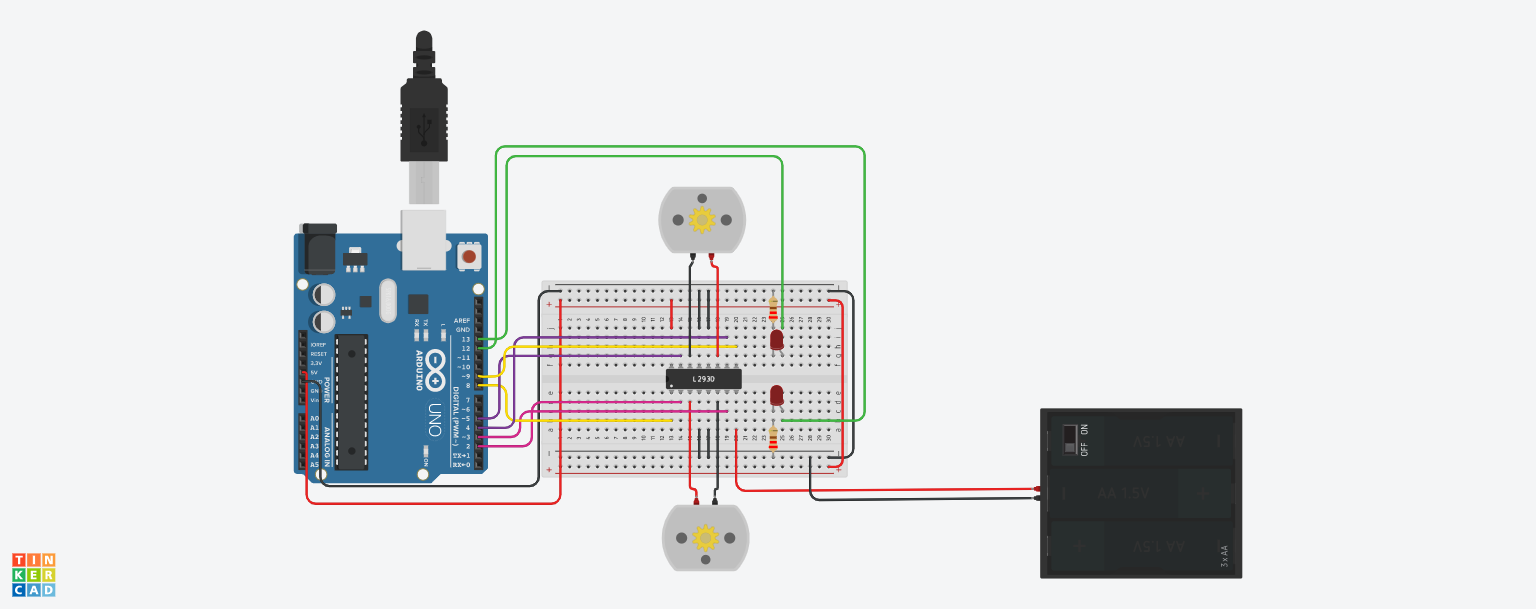 AREF
GND
13
12
~11
~10
~9
8
7
~6
~5
4
~3
2
TX→1
RX←0
DIGITAL (PWM~)
IOREF
RESET
3.3V
5V
GND
GN
Vin
POWER
A0
A1
A2
A3
A4
A5
ANALOG IN
RX
TX
L
ON
ARDUINO
UNO
L293D
ON
OFF
AA 1.5V
AA 1.5V
AA 1.5V
3 x AA
TIN
KER
CAD